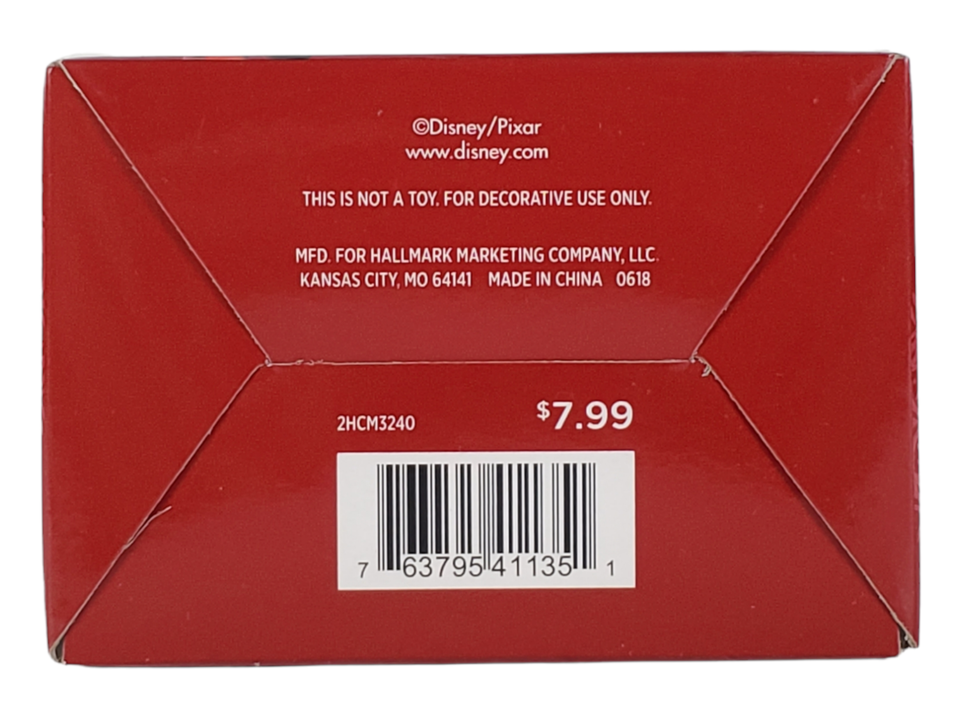 ©Disney/Pixar
www.disney.com
THIS IS NOT A TOY. FOR DECORATIVE USE ONLY.
MFD. FOR HALLMARK MARKETING COMPANY, LLC.
KANSAS CITY, MO 64141 MADE IN CHINA 0618
2HCM3240 $7.99
7 63795 41135 1